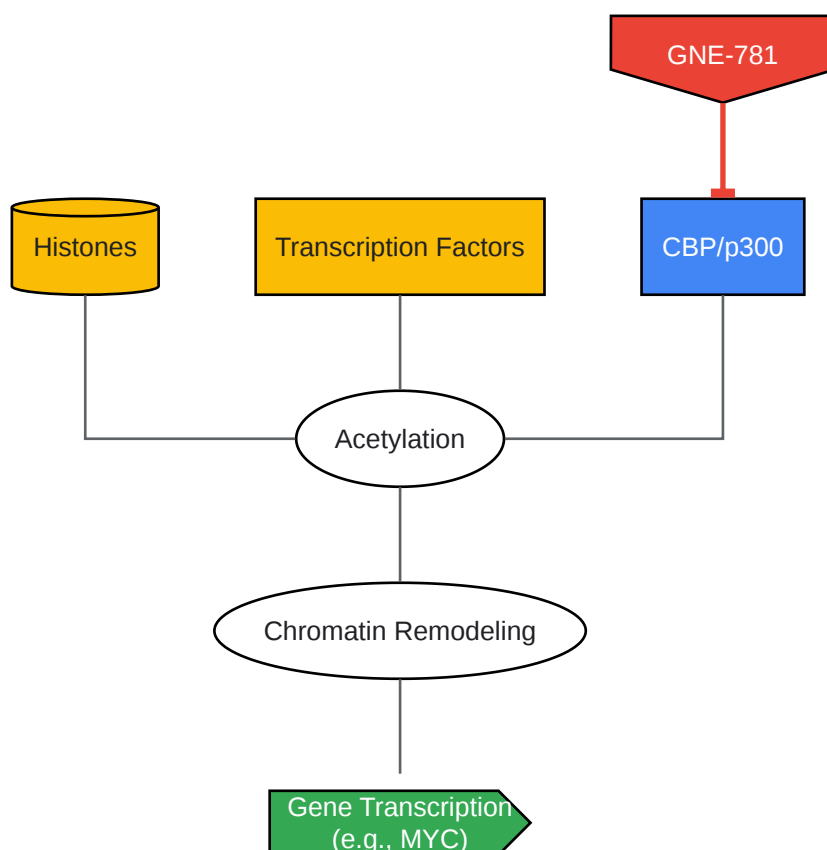 GNE-781
Histones
Transcription Factors
CBP/p300
Acetylation
Chromatin Remodeling
Gene Transcription
(e.g., MYC)